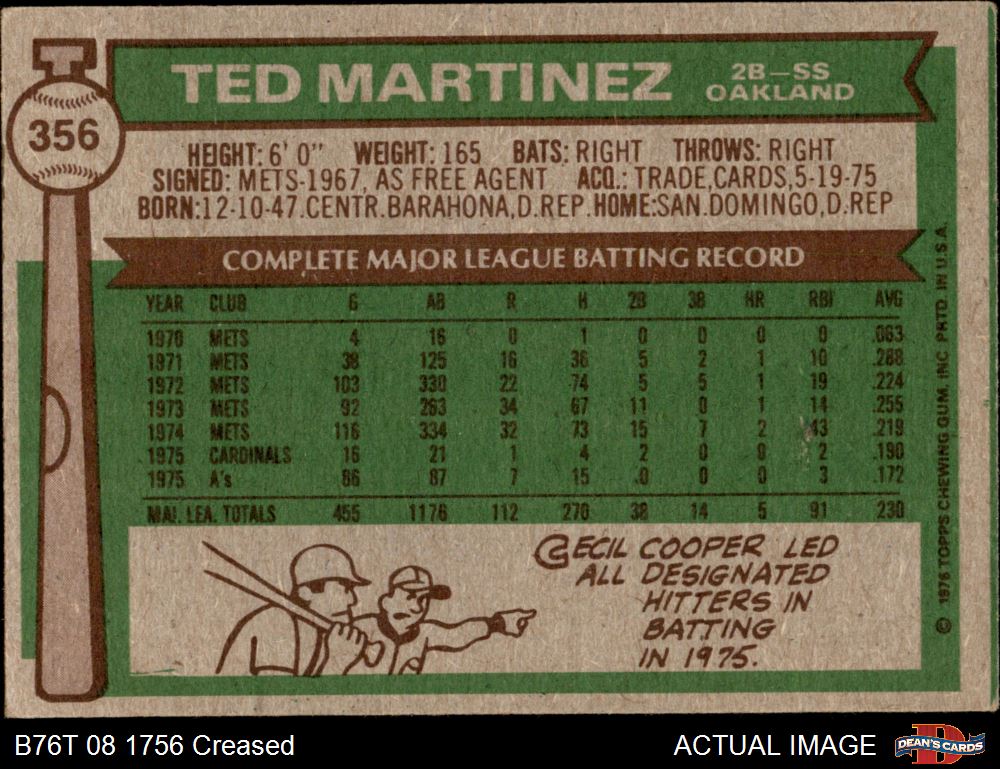 TED MARTINEZ
2B—SS
OAKLAND
356
HEIGHT: 6' 0" WEIGHT: 165 BATS: RIGHT THROWS: RIGHT
SIGNED: METS-1967, AS FREE AGENT ACQ.: TRADE,CARDS,5-19-75
BORN:12-10-47.CENTR.BARAHONA,D.REP.HOME:SAN.DOMINGO,D.REP
COMPLETE MAJOR LEAGUE BATTING RECORD
YEAR CLUB G AB R H 2B 3B HR RBI AVG
1970 METS 4 16 0 1 0 0 0 0 .063
1971 METS 38 125 16 36 5 2 1 10 .288
1972 METS 103 330 22 74 5 5 1 19 .224
1973 METS 92 263 34 67 11 0 1 14 .255
1974 METS 116 334 32 73 15 7 2 43 .219
1975 CARDINALS 16 21 1 4 2 0 0 2 .190
1975 A's 86 87 7 15 0 0 0 3 .172
MAJ. LEA. TOTALS 455 1176 112 270 38 14 5 91 .230
CECIL COOPER LED
ALL DESIGNATED
HITTERS IN
BATTING
IN 1975.
© 1976 TOPPS CHEWING GUM, INC. PRTD. IN U.S.A.
B76T 08 1756 Creased
ACTUAL IMAGE
D
DEAN'S CARDS